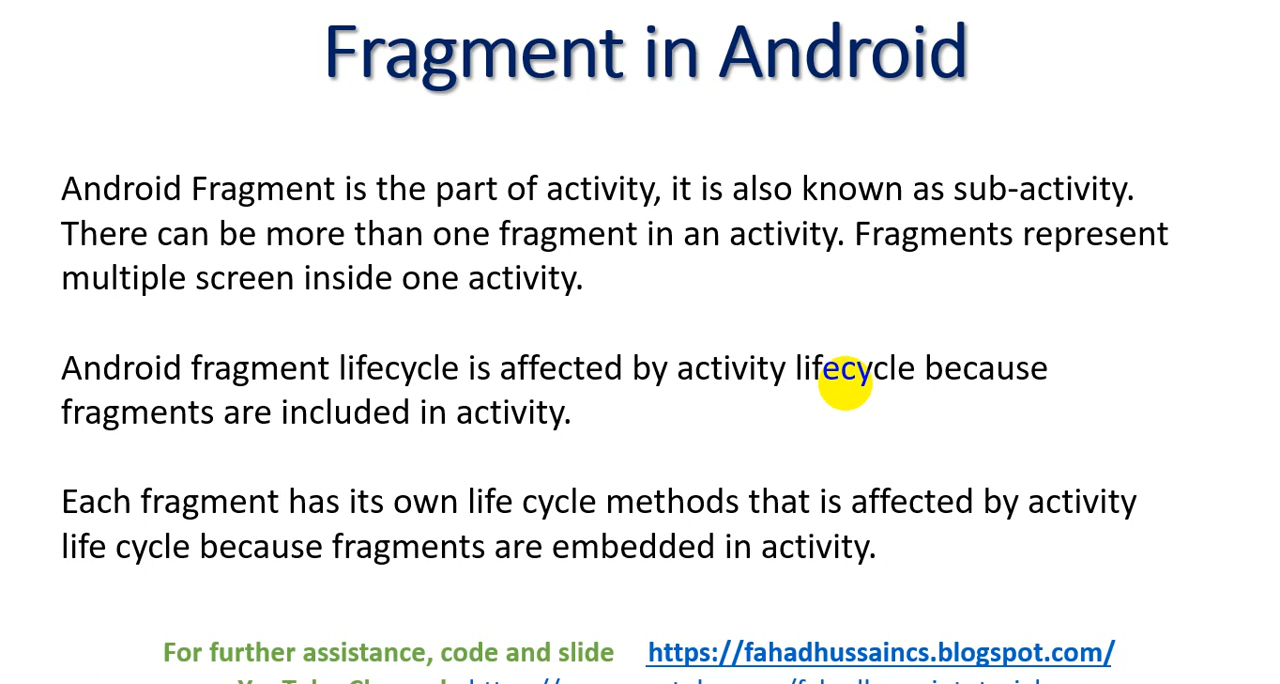 Fragment in Android
Android Fragment is the part of activity, it is also known as sub-activity.
There can be more than one fragment in an activity. Fragments represent
multiple screen inside one activity.
Android fragment lifecycle is affected by activity lifecycle because
fragments are included in activity.
Each fragment has its own life cycle methods that is affected by activity
life cycle because fragments are embedded in activity.
For further assistance, code and slide https://fahadhussaincs.blogspot.com/